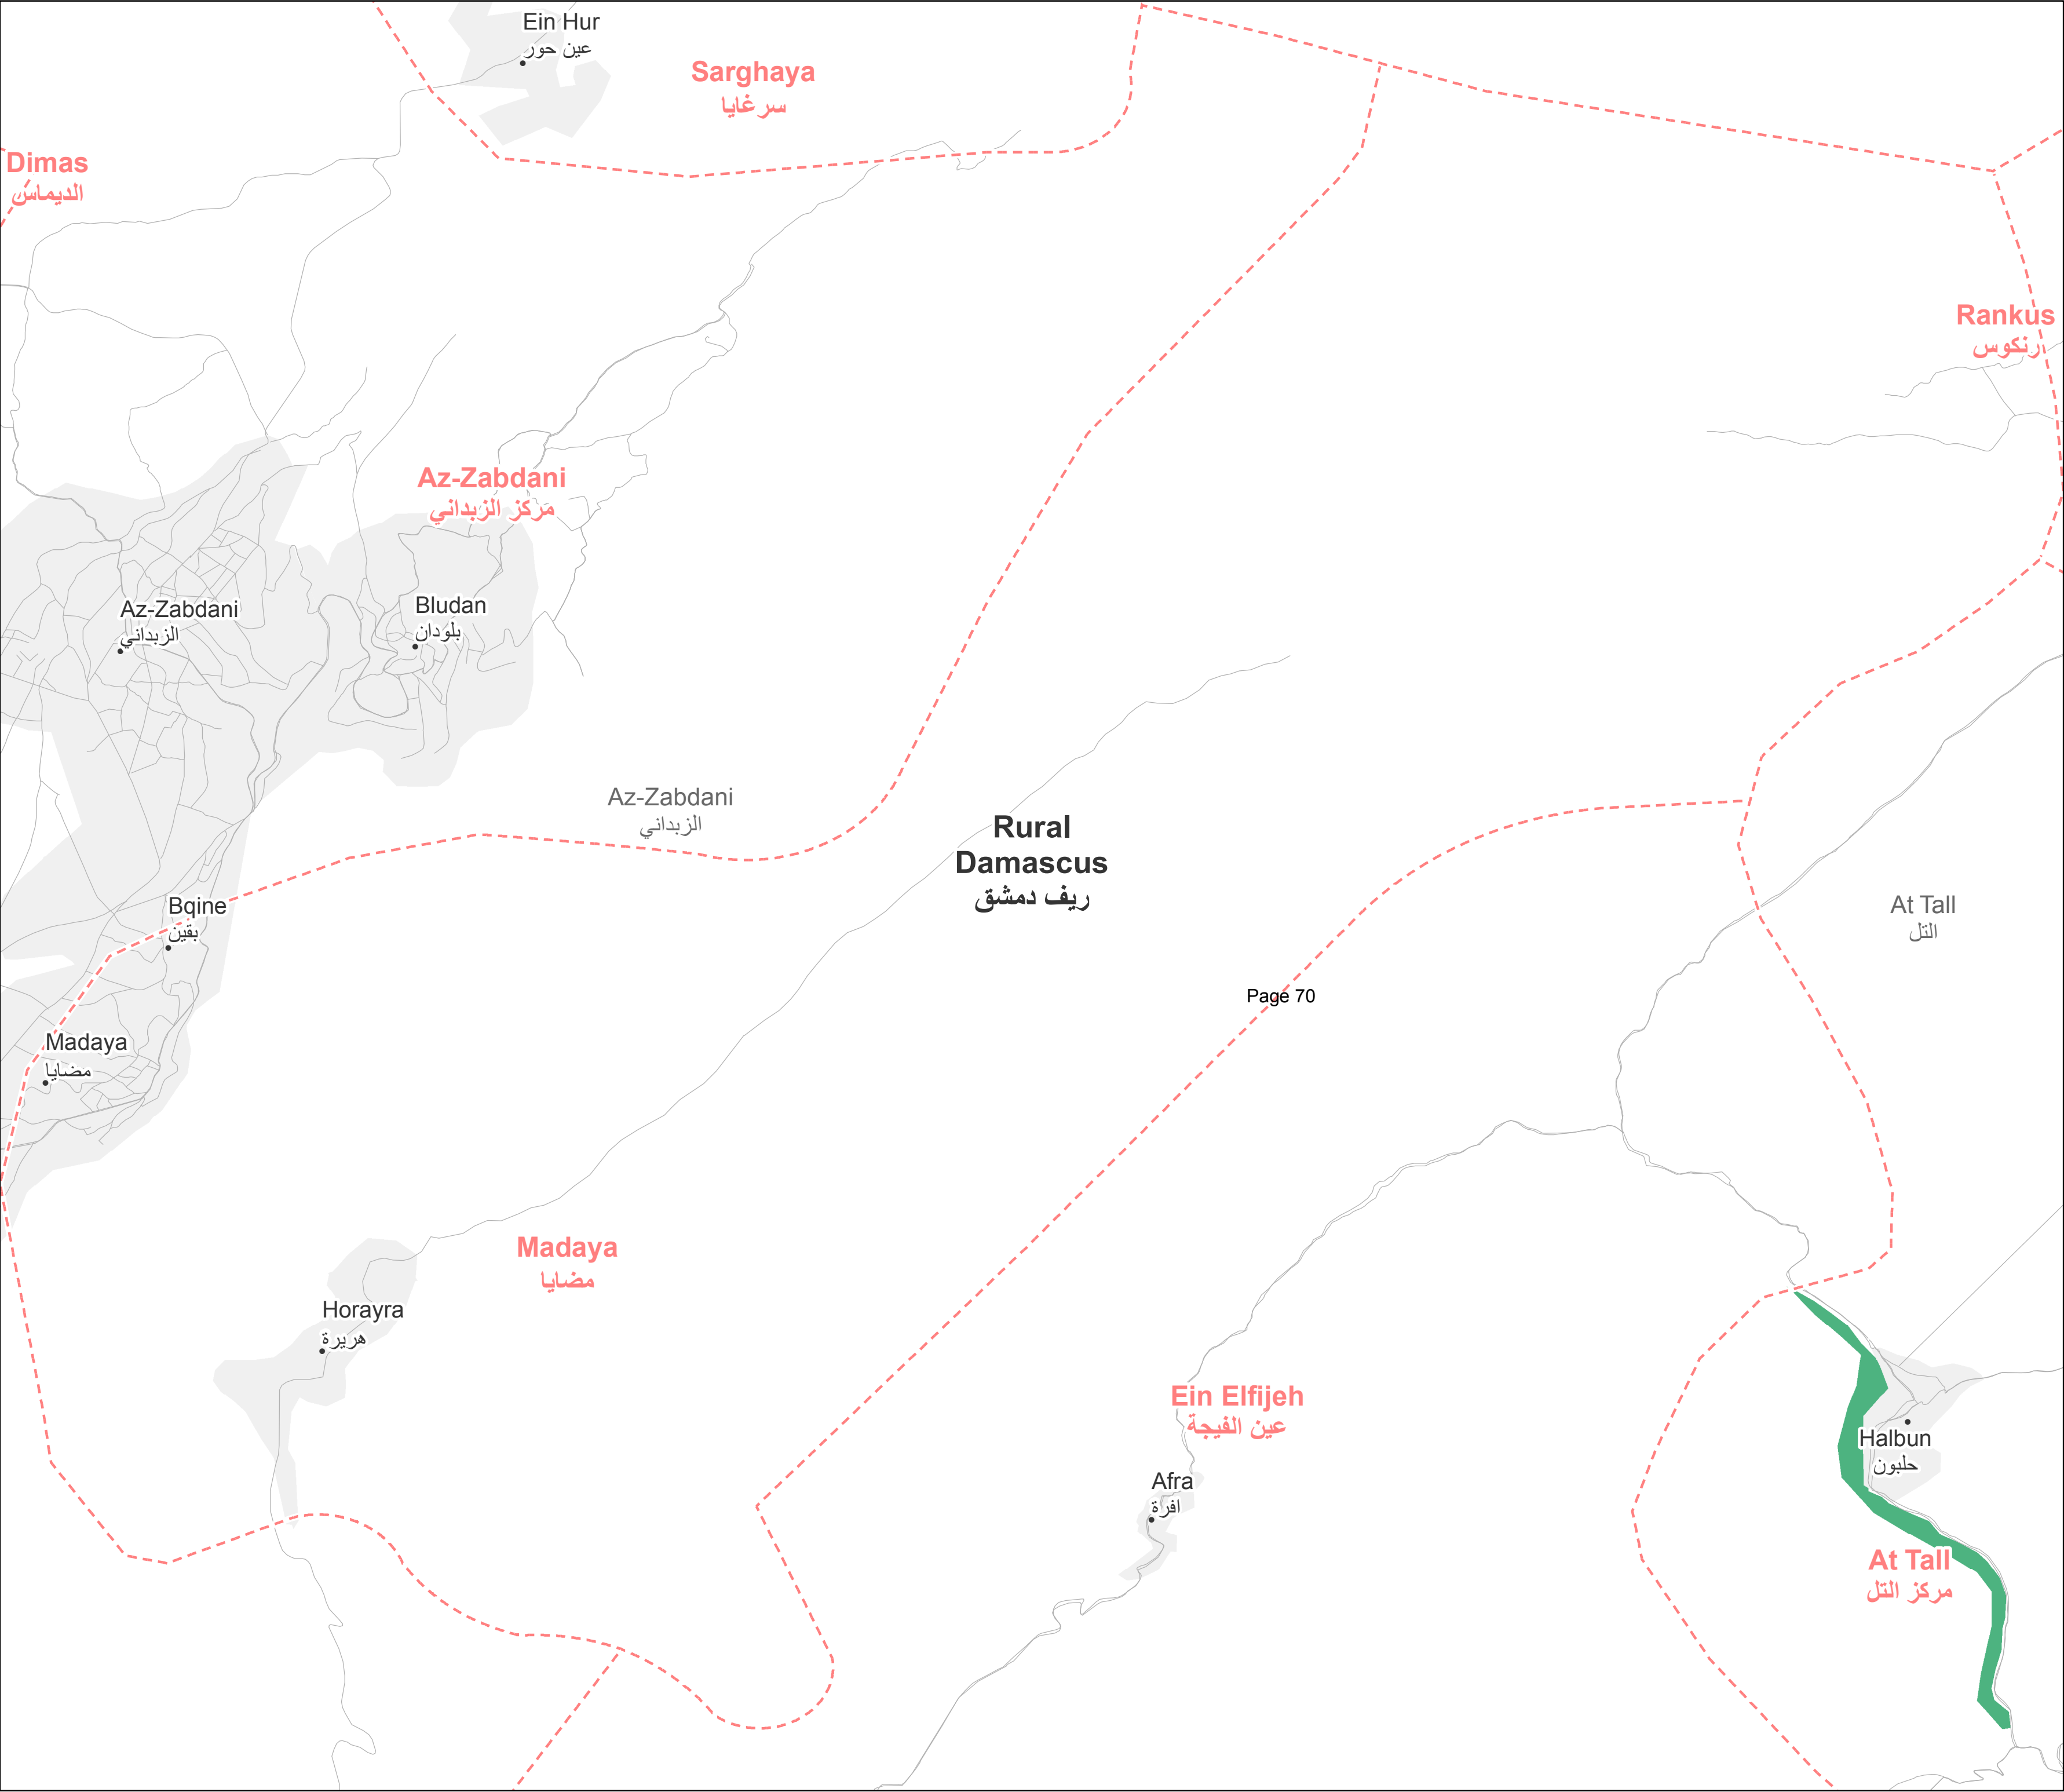 Ein Hur
عين حور
Sarghaya
سرغايا
Dimas
الديماس
Rankus
رنكوس
Az-Zabdani
مركز الزبداني
Az-Zabdani
الزبداني
Bludan
بلودان
Az-Zabdani
الزبداني
Rural
Damascus
ريف دمشق
At Tall
التل
Bqine
بقين
Page 70
Madaya
مضايا
Madaya
مضايا
Horayra
هريرة
Ein Elfijeh
عين الفيجة
Halbun
حلبون
Afra
افرة
At Tall
مركز التل